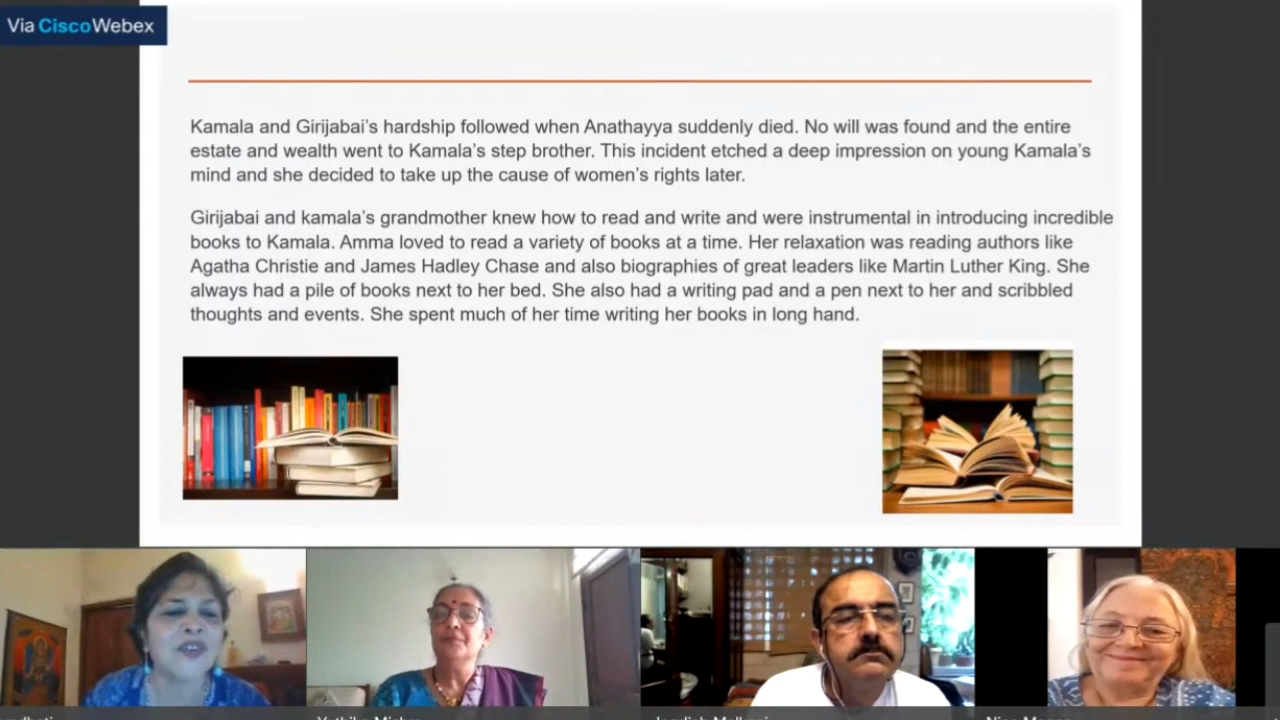 Via Cisco Webex
Kamala and Girijabai's hardship followed when Anathayya suddenly died. No will was found and the entire
estate and wealth went to Kamala's step brother. This incident etched a deep impression on young Kamala's
mind and she decided to take up the cause of women's rights later.
Girijabai and kamala's grandmother knew how to read and write and were instrumental in introducing incredible
books to Kamala. Amma loved to read a variety of books at a time. Her relaxation was reading authors like
Agatha Christie and James Hadley Chase and also biographies of great leaders like Martin Luther King. She
always had a pile of books next to her bed. She also had a writing pad and a pen next to her and scribbled
thoughts and events. She spent much of her time writing her books in long hand.